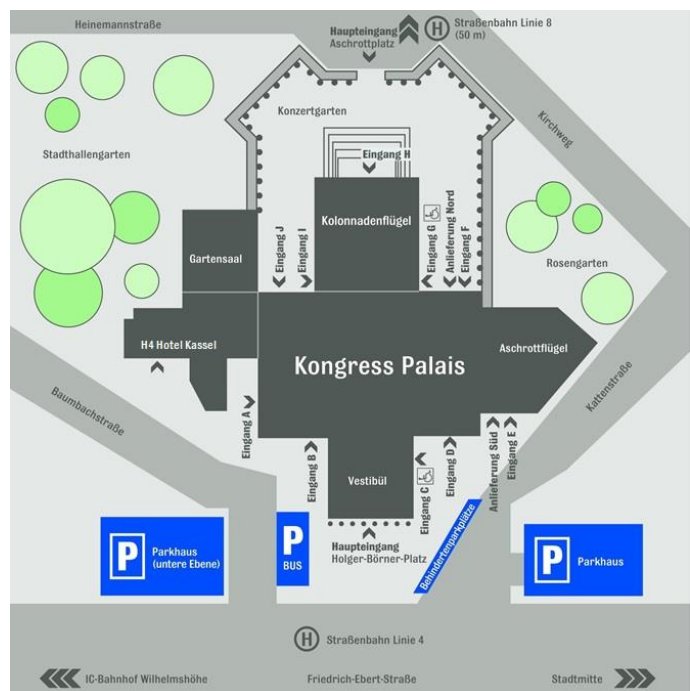 Heinemannstraße
Haupteingang
Aschrottplatz
H
Straßenbahn Linie 8
(50 m)
Konzertgarten
Kirchweg
Stadthallengarten
Eingang H
Kolonnadenflügel
Gartensaal
Eingang J
Eingang I
Eingang G
Anlieferung Nord
Eingang F
Rosengarten
H4 Hotel Kassel
Kongress Palais
Aschrottflügel
Baumbachstraße
Kattenstraße
Eingang A
Eingang B
Vestibül
Eingang C
Eingang D
Anlieferung Süd
Eingang E
P
Parkhaus
(untere Ebene)
P
BUS
Haupteingang
Holger-Börner-Platz
Behindertenparkplätze
P
Parkhaus
H
Straßenbahn Linie 4
IC-Bahnhof Wilhelmshöhe
Friedrich-Ebert-Straße
Stadtmitte